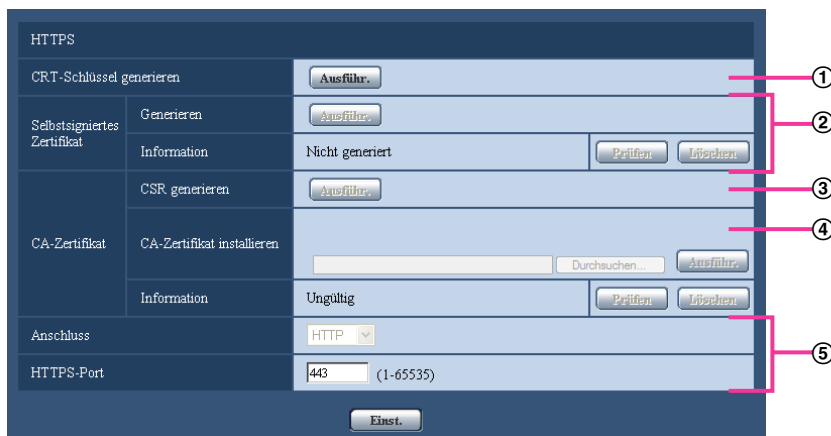 HTTPS
CRT-Schlüssel generieren Ausführ. ①
Selbstsigniertes Zertifikat Generieren Ausführ. ②
Information Nicht generiert Prüfen Löschen
CA-Zertifikat CSR generieren Ausführ. ③
CA-Zertifikat installieren Durchsuchen... Ausführ. ④
Information Ungültig Prüfen Löschen
Anschluss HTTP ⑤
HTTPS-Port 443 (1-65535)
Einst.